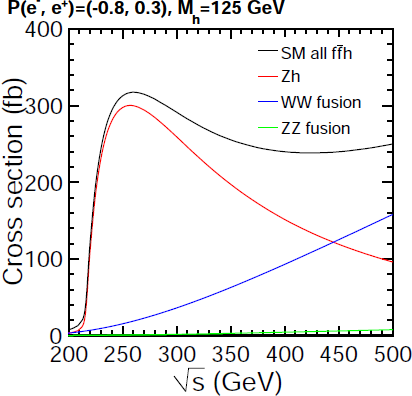 P(e⁻, e⁺)=(-0.8, 0.3), Mₕ=125 GeV
400
300
200
100
0
Cross section (fb)
SM all ff̄h
Zh
WW fusion
ZZ fusion
200 250 300 350 400 450 500
√s (GeV)